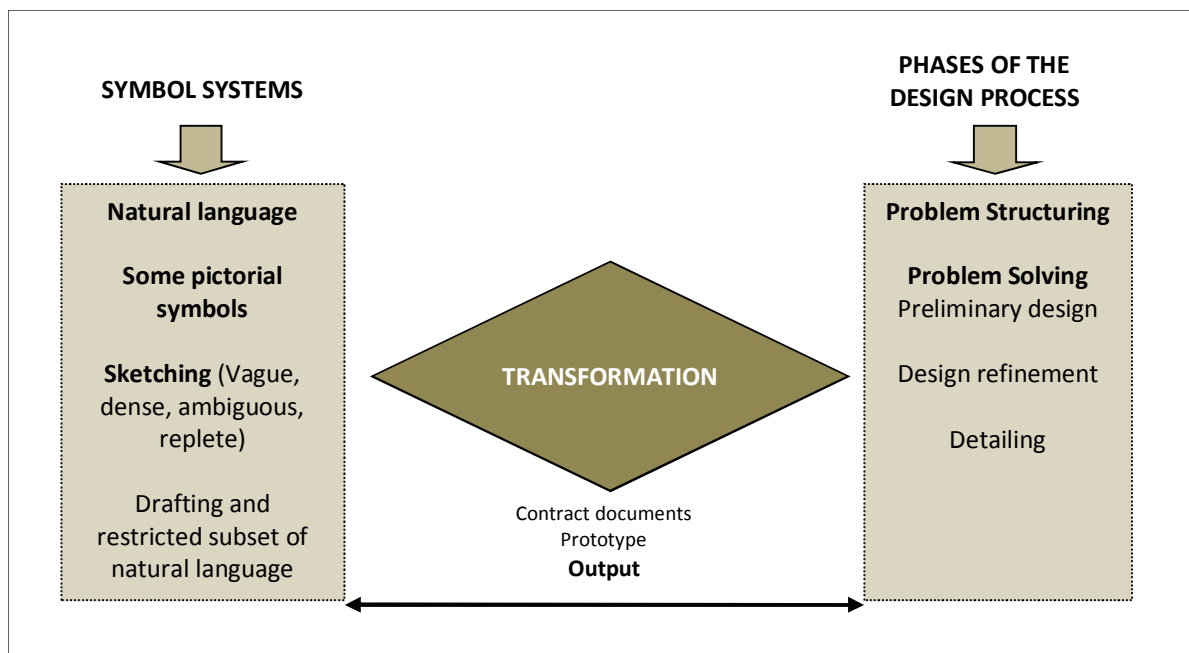 SYMBOL SYSTEMS
PHASES OF THE
DESIGN PROCESS
Natural language
Some pictorial
symbols
Sketching (Vague,
dense, ambiguous,
replete)
Drafting and
restricted subset of
natural language
TRANSFORMATION
Contract documents
Prototype
Output
Problem Structuring
Problem Solving
Preliminary design
Design refinement
Detailing